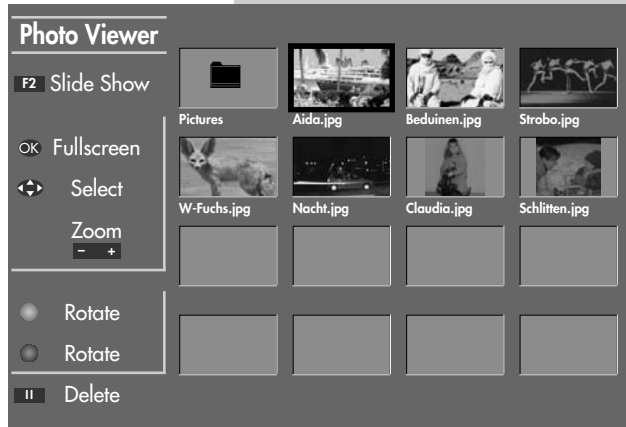 Photo Viewer
F2 Slide Show
OK Fullscreen
Select
Zoom
- +
Rotate
Rotate
II Delete
Pictures Aida.jpg Beduinen.jpg Strobo.jpg
W-Fuchs.jpg Nacht.jpg Claudia.jpg Schlitten.jpg